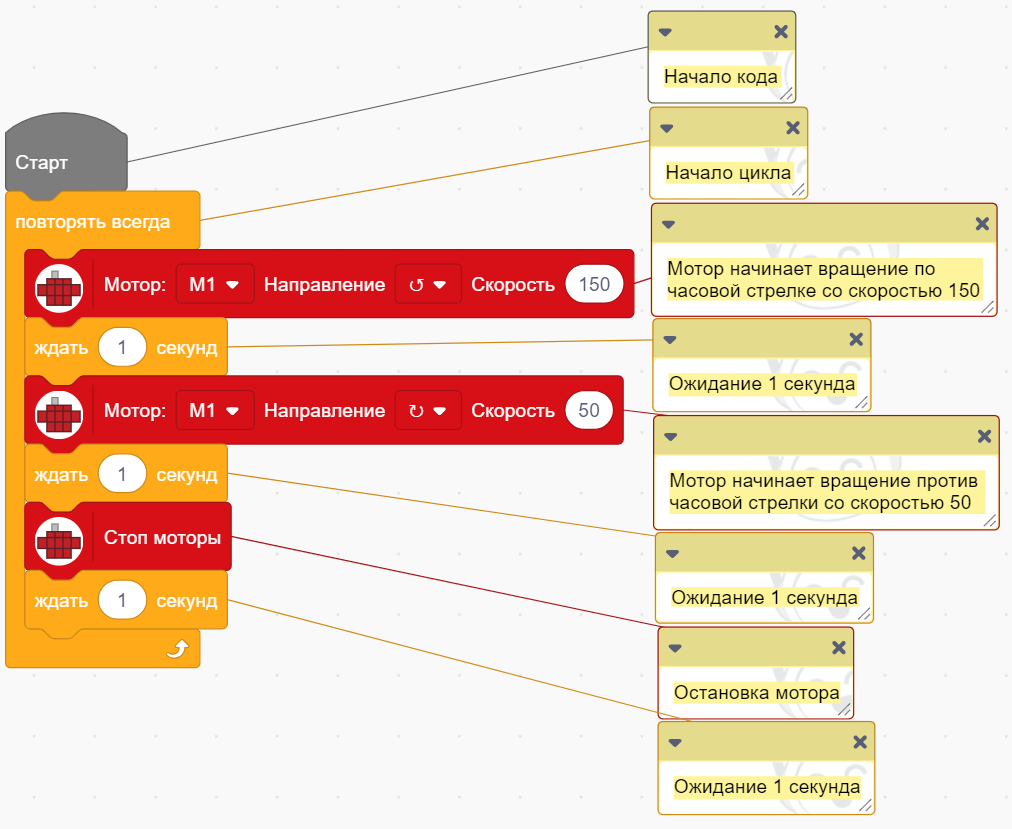 Начало кода
Начало цикла
Старт
повторять всегда
Мотор: M1 Направление ↺ Скорость 150
Мотор начинает вращение по
часовой стрелке со скоростью 150
ждать 1 секунд
Ожидание 1 секунда
Мотор: M1 Направление ↻ Скорость 50
Мотор начинает вращение против
часовой стрелки со скоростью 50
ждать 1 секунд
Ожидание 1 секунда
Стоп моторы
Остановка мотора
ждать 1 секунд
Ожидание 1 секунда